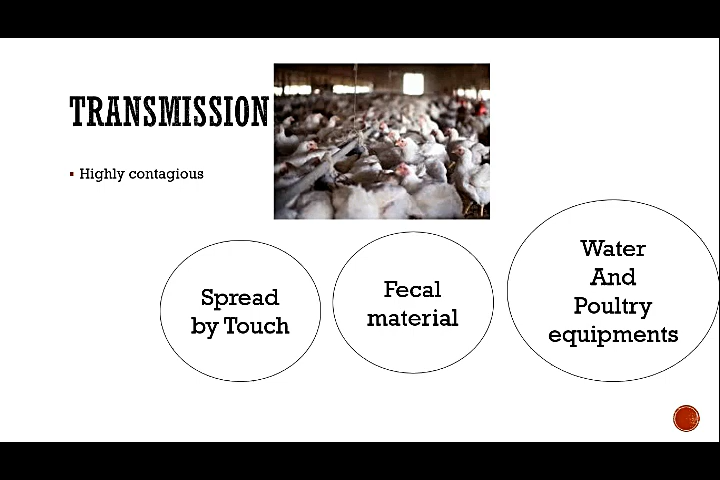 TRANSMISSION
▪ Highly contagious
Spread
by Touch
Fecal
material
Water
And
Poultry
equipments